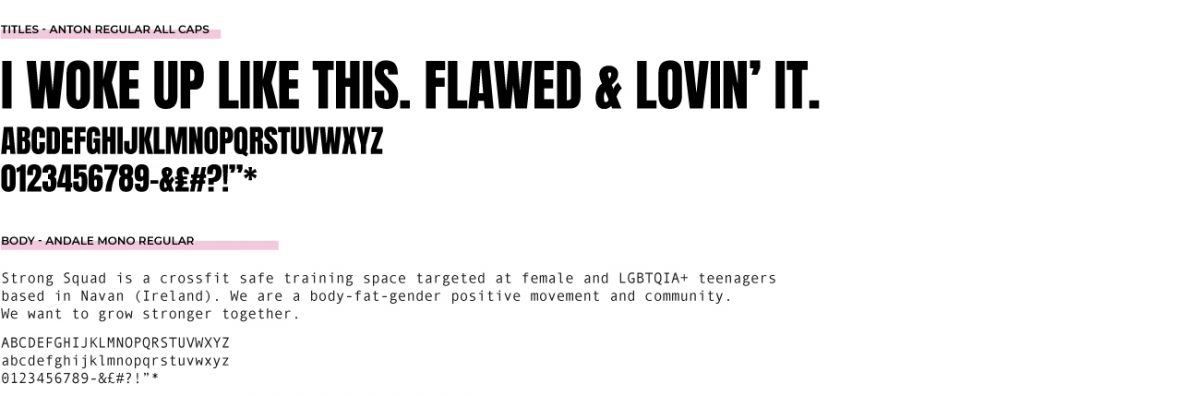 TITLES - ANTON REGULAR ALL CAPS
I WOKE UP LIKE THIS. FLAWED & LOVIN’ IT.
ABCDEFGHIJKLMNOPQRSTUVWXYZ
0123456789-&£#?!”*
BODY - ANDALE MONO REGULAR
Strong Squad is a crossfit safe training space targeted at female and LGBTQIA+ teenagers
based in Navan (Ireland). We are a body-fat-gender positive movement and community.
We want to grow stronger together.
ABCDEFGHIJKLMNOPQRSTUVWXYZ
abcdefghijklmnopqrstuvwxyz
0123456789-&£#?!”*